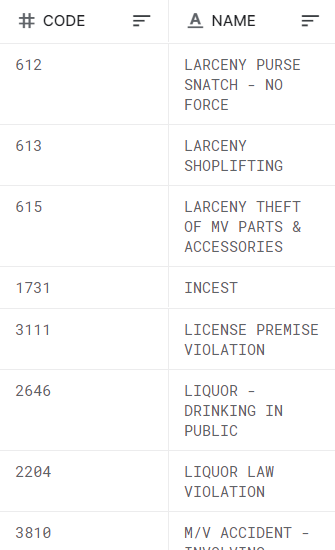 # CODE
A NAME
612
LARCENY PURSE
SNATCH - NO
FORCE
613
LARCENY
SHOPLIFTING
615
LARCENY THEFT
OF MV PARTS &
ACCESSORIES
1731
INCEST
3111
LICENSE PREMISE
VIOLATION
2646
LIQUOR -
DRINKING IN
PUBLIC
2204
LIQUOR LAW
VIOLATION
3810
M/V ACCIDENT -